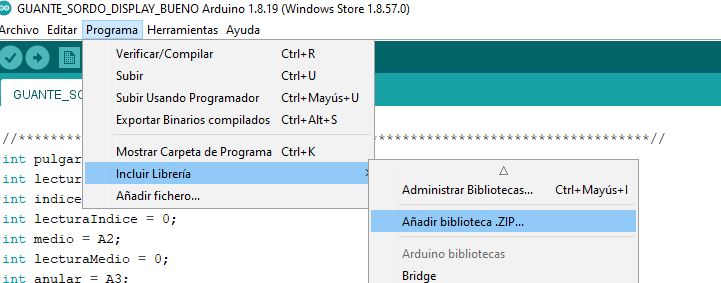 GUANTE_SORDO_DISPLAY_BUENO Arduino 1.8.19 (Windows Store 1.8.57.0)
Archivo Editar Programa Herramientas Ayuda
Verificar/Compilar Ctrl+R
Subir Ctrl+U
Subir Usando Programador Ctrl+Mayús+U
Exportar Binarios compilados Ctrl+Alt+S
Mostrar Carpeta de Programa Ctrl+K
Incluir Librería
Añadir fichero...
Administrar Bibliotecas... Ctrl+Mayús+I
Añadir biblioteca .ZIP...
Arduino bibliotecas
Bridge
GUANTE_SO
//******* ************************************//
int pulgar
int lectur
int indice
int lecturaIndice = 0;
int medio = A2;
int lecturaMedio = 0;
int anular = A3;